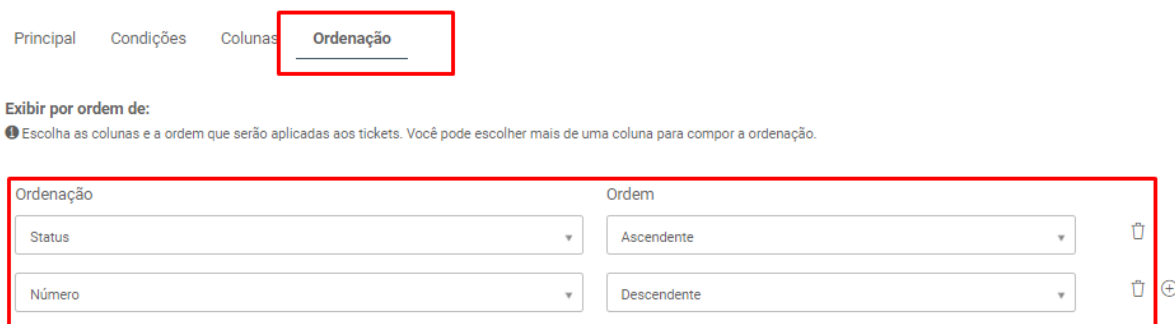 Principal Condições Colunas Ordenação
Exibir por ordem de:
Escolha as colunas e a ordem que serão aplicadas aos tickets. Você pode escolher mais de uma coluna para compor a ordenação.
Ordenação Ordem
Status Ascendente
Número Descendente